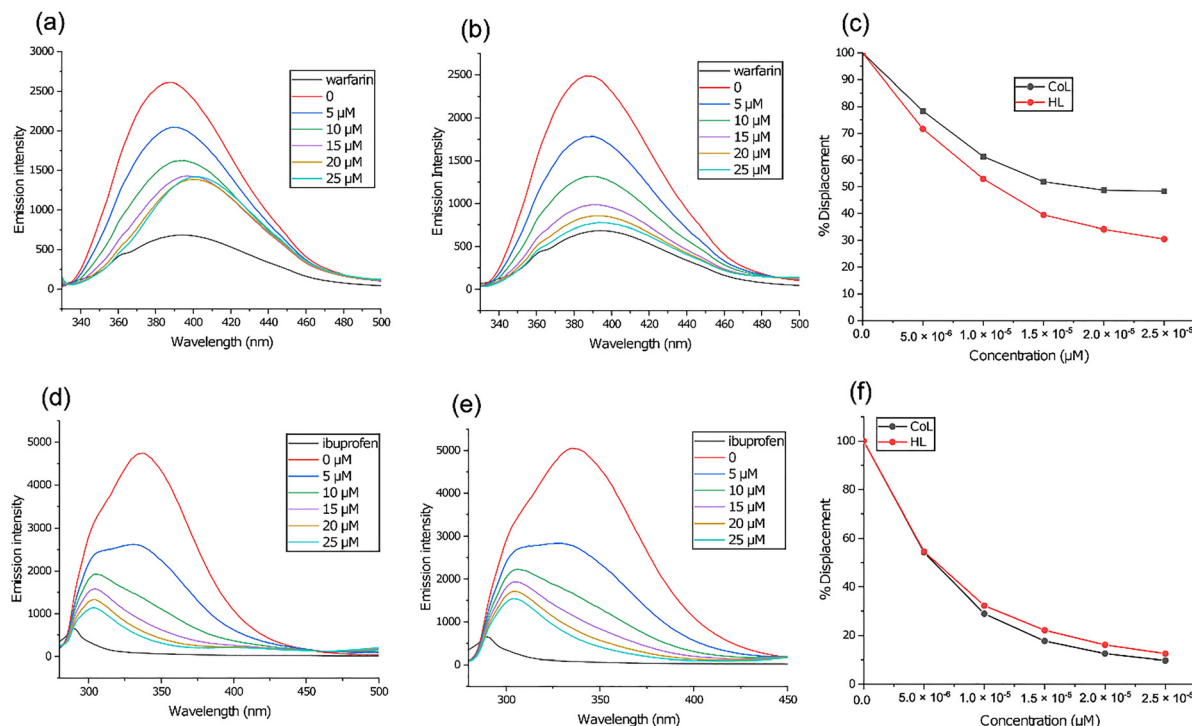 (a)
3000
2500
2000
1500
1000
500
0
Emission intensity
340 360 380 400 420 440 460 480 500
Wavelength (nm)
warfarin
0
5 µM
10 µM
15 µM
20 µM
25 µM
(b)
2500
2000
1500
1000
500
0
Emission Intensity
340 360 380 400 420 440 460 480 500
Wavelength (nm)
warfarin
0
5 µM
10 µM
15 µM
20 µM
25 µM
(c)
100
90
80
70
60
50
40
30
20
10
0
% Displacement
0.0 5.0 × 10⁻⁶ 1.0 × 10⁻⁵ 1.5 × 10⁻⁵ 2.0 × 10⁻⁵ 2.5 × 10⁻⁵
Concentration (µM)
CoL
HL
(d)
5000
4000
3000
2000
1000
0
Emission intensity
300 350 400 450 500
Wavelength (nm)
ibuprofen
0 µM
5 µM
10 µM
15 µM
20 µM
25 µM
(e)
5000
4000
3000
2000
1000
0
Emission intensity
300 350 400 450
Wavelength (nm)
ibuprofen
0
5 µM
10 µM
15 µM
20 µM
25 µM
(f)
100
80
60
40
20
0
% Displacement
0.0 5.0 × 10⁻⁶ 1.0 × 10⁻⁵ 1.5 × 10⁻⁵ 2.0 × 10⁻⁵ 2.5 × 10⁻⁵
Concentration (µM)
CoL
HL